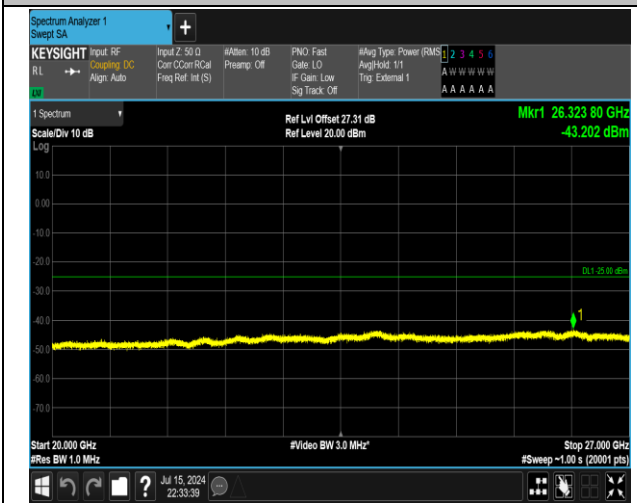 Spectrum Analyzer 1
Swept SA
+
KEYSIGHT
RL
LXI
Input: RF
Coupling: DC
Align: Auto
Input Z: 50 Ω
Corr CCorr RCal
Freq Ref: Int (S)
#Atten: 10 dB
Preamp: Off
PNO: Fast
Gate: LO
IF Gain: Low
Sig Track: Off
#Avg Type: Power (RMS
Avg|Hold: 1/1
Trig: External 1
1 2 3 4 5 6
A W W W W W
A A A A A A
1 Spectrum
Scale/Div 10 dB
Log
Ref Lvl Offset 27.31 dB
Ref Level 20.00 dBm
Mkr1 26.323 80 GHz
-43.202 dBm
10.0
0.00
-10.0
-20.0
DL1 -25.00 dBm
-30.0
-40.0
1
-50.0
-60.0
-70.0
Start 20.000 GHz
#Res BW 1.0 MHz
#Video BW 3.0 MHz*
Stop 27.000 GHz
#Sweep ~1.00 s (20001 pts)
?
Jul 15, 2024
22:33:39